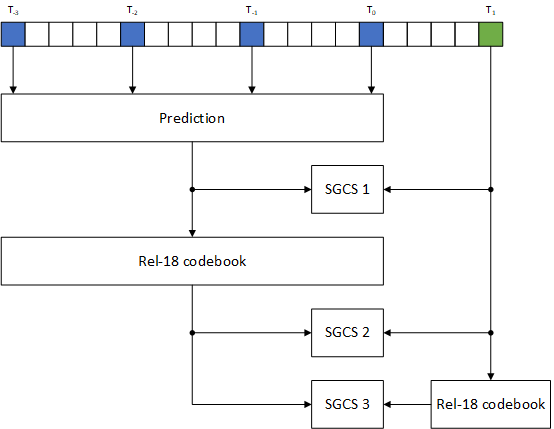 T-3 T-2 T-1 T0 T1
Prediction
SGCS 1
Rel-18 codebook
SGCS 2
SGCS 3 Rel-18 codebook